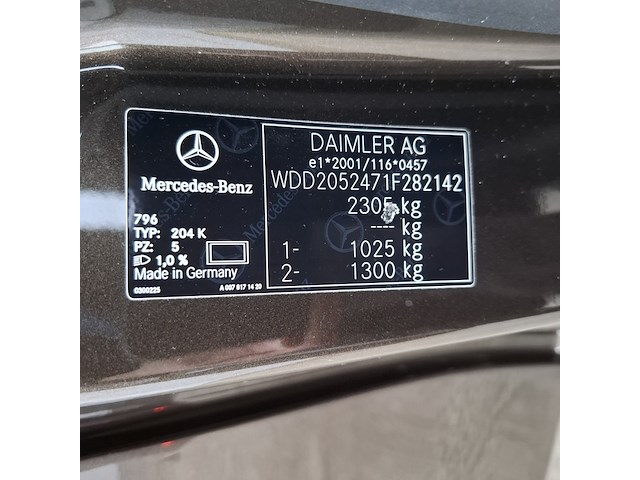 Mercedes-Benz
796
TYP: 204 K
PZ: 5
1,0 %
Made in Germany
0300225
A 007 817 14 20
DAIMLER AG
e1*2001/116*0457
WDD2052471F282142
2305 kg
---- kg
1- 1025 kg
2- 1300 kg